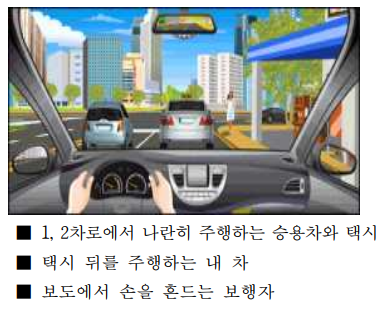 ■ 1, 2차로에서 나란히 주행하는 승용차와 택시
■ 택시 뒤를 주행하는 내 차
■ 보도에서 손을 흔드는 보행자